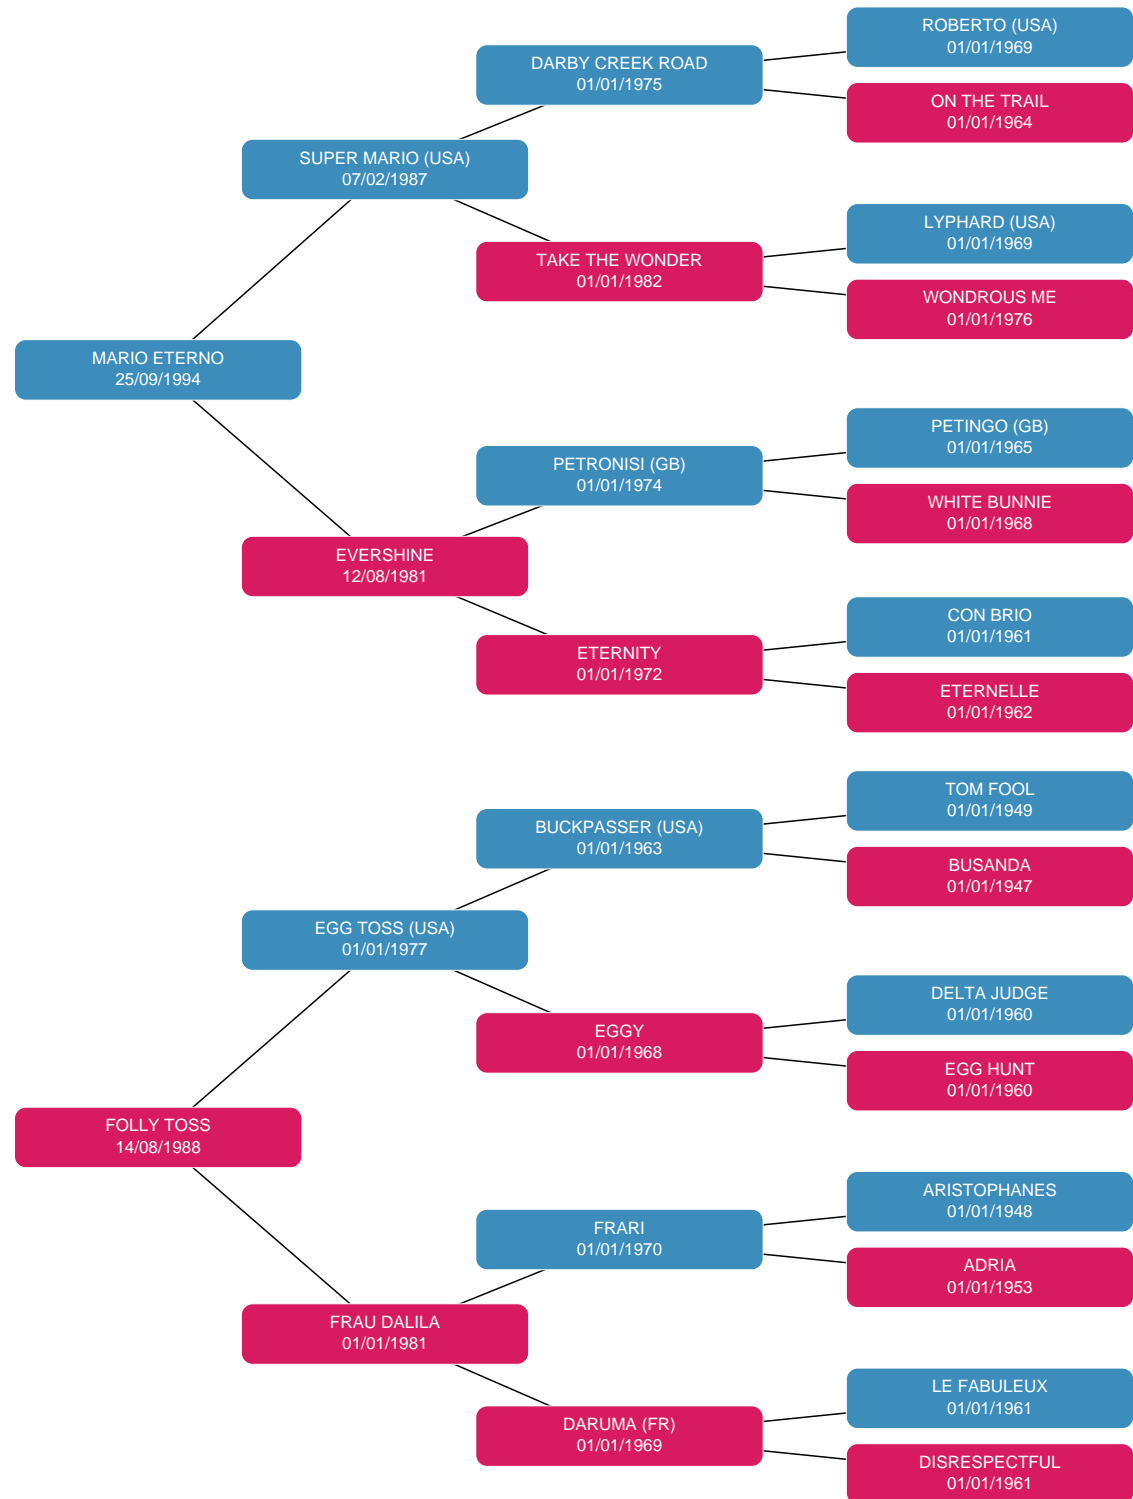 ROBERTO (USA)
01/01/1969
DARBY CREEK ROAD
01/01/1975
ON THE TRAIL
01/01/1964
SUPER MARIO (USA)
07/02/1987
LYPHARD (USA)
01/01/1969
TAKE THE WONDER
01/01/1982
WONDROUS ME
01/01/1976
MARIO ETERNO
25/09/1994
PETINGO (GB)
01/01/1965
PETRONISI (GB)
01/01/1974
WHITE BUNNIE
01/01/1968
EVERSHINE
12/08/1981
CON BRIO
01/01/1961
ETERNITY
01/01/1972
ETERNELLE
01/01/1962
TOM FOOL
01/01/1949
BUCKPASSER (USA)
01/01/1963
BUSANDA
01/01/1947
EGG TOSS (USA)
01/01/1977
DELTA JUDGE
01/01/1960
EGGY
01/01/1968
EGG HUNT
01/01/1960
FOLLY TOSS
14/08/1988
ARISTOPHANES
01/01/1948
FRARI
01/01/1970
ADRIA
01/01/1953
FRAU DALILA
01/01/1981
LE FABULEUX
01/01/1961
DARUMA (FR)
01/01/1969
DISRESPECTFUL
01/01/1961